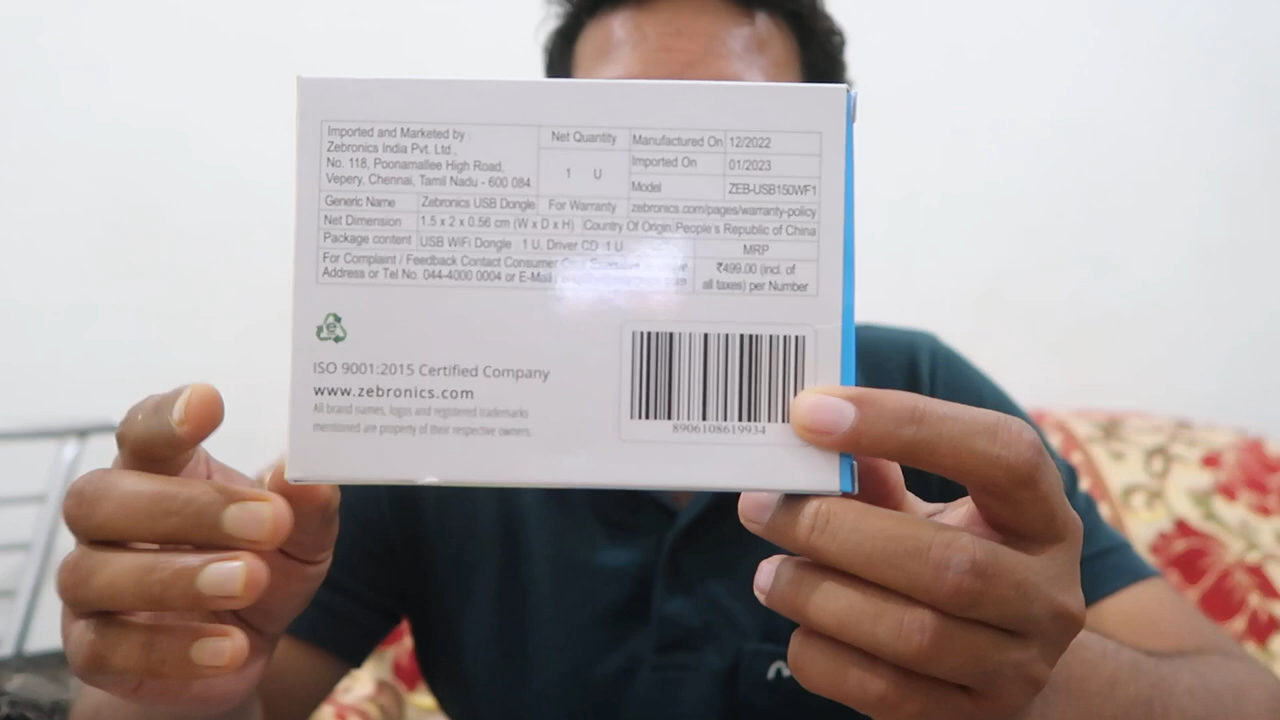 Imported and Marketed by :
Zebronics India Pvt. Ltd.,
No. 118, Poonamallee High Road,
Vepery, Chennai, Tamil Nadu - 600 084.
Net Quantity
1 U
Manufactured On 12/2022
Imported On 01/2023
Model ZEB-USB150WF1
Generic Name Zebronics USB Dongle For Warranty zebronics.com/pages/warranty-policy
Net Dimension 1.5 x 2 x 0.56 cm (W x D x H) Country Of Origin People's Republic of China
Package content USB WiFi Dongle 1 U, Driver CD 1 U
MRP
₹499.00 (incl. of
all taxes) per Number
For Complaint / Feedback Contact Consumer
Address or Tel No. 044-4000 0004 or E-Mail
ISO 9001:2015 Certified Company
www.zebronics.com
All brand names, logos and registered trademarks
mentioned are property of their respective owners.
8906108619934